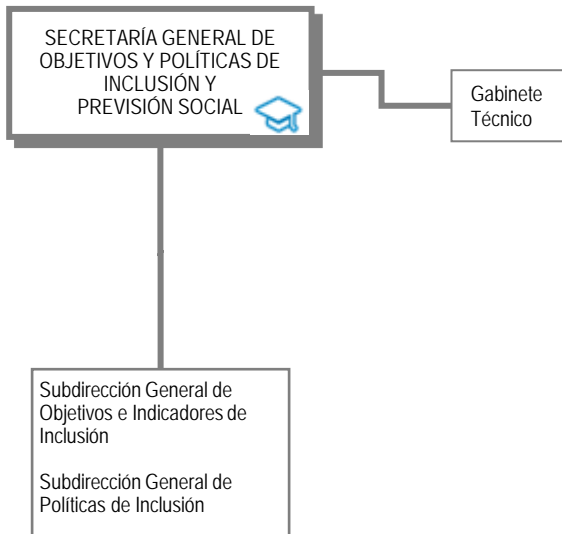 SECRETARÍA GENERAL DE
OBJETIVOS Y POLÍTICAS DE
INCLUSIÓN Y
PREVISIÓN SOCIAL
Gabinete
Técnico
Subdirección General de
Objetivos e Indicadores de
Inclusión
Subdirección General de
Políticas de Inclusión